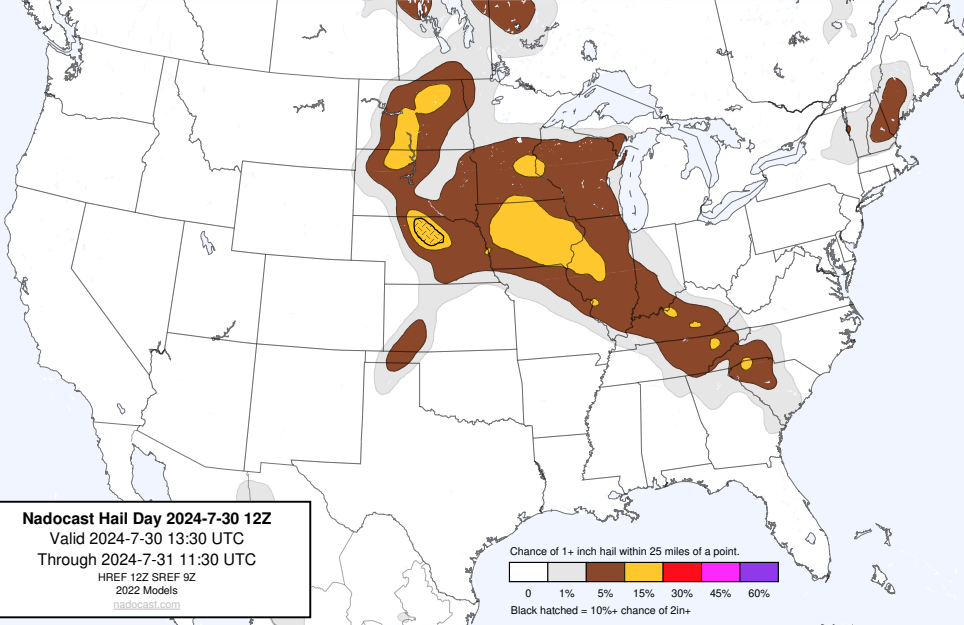 Nadocast Hail Day 2024-7-30 12Z
Valid 2024-7-30 13:30 UTC
Through 2024-7-31 11:30 UTC
HREF 12Z SREF 9Z
2022 Models
nadocast.com
Chance of 1+ inch hail within 25 miles of a point.
0 1% 5% 15% 30% 45% 60%
Black hatched = 10%+ chance of 2in+